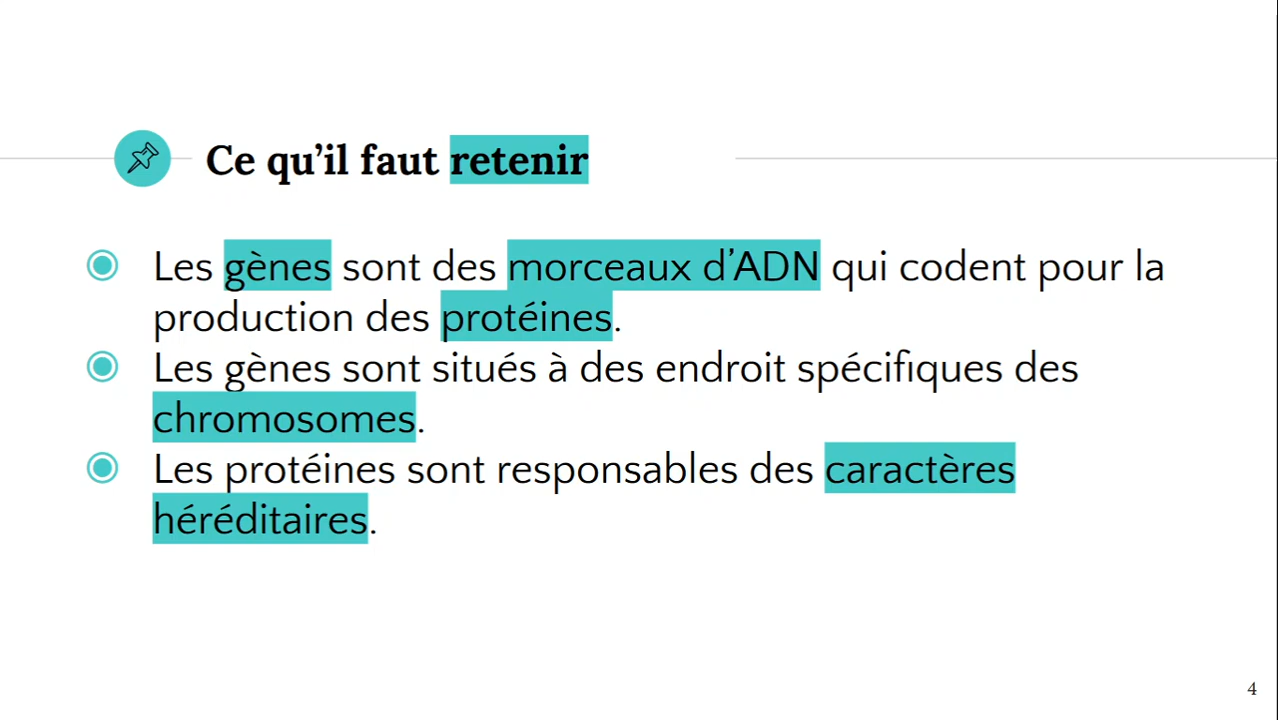 Ce qu’il faut retenir
Les gènes sont des morceaux d’ADN qui codent pour la
production des protéines.
Les gènes sont situés à des endroit spécifiques des
chromosomes.
Les protéines sont responsables des caractères
héréditaires.
4